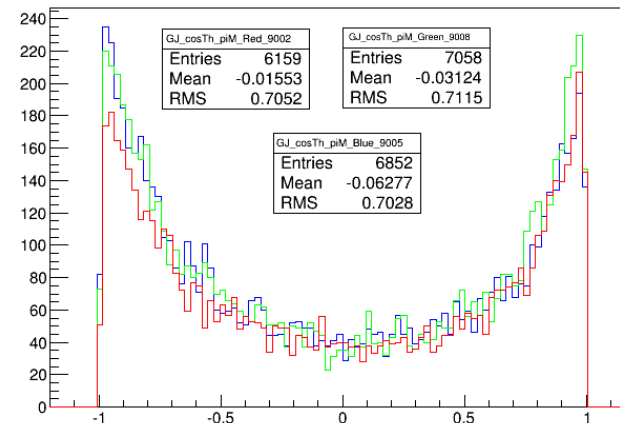 GJ_cosTh_piM_Red_9002
Entries 6159
Mean -0.01553
RMS 0.7052
GJ_cosTh_piM_Green_9008
Entries 7058
Mean -0.03124
RMS 0.7115
GJ_cosTh_piM_Blue_9005
Entries 6852
Mean -0.06277
RMS 0.7028
240
220
200
180
160
140
120
100
80
60
40
20
0
-1 -0.5 0 0.5 1